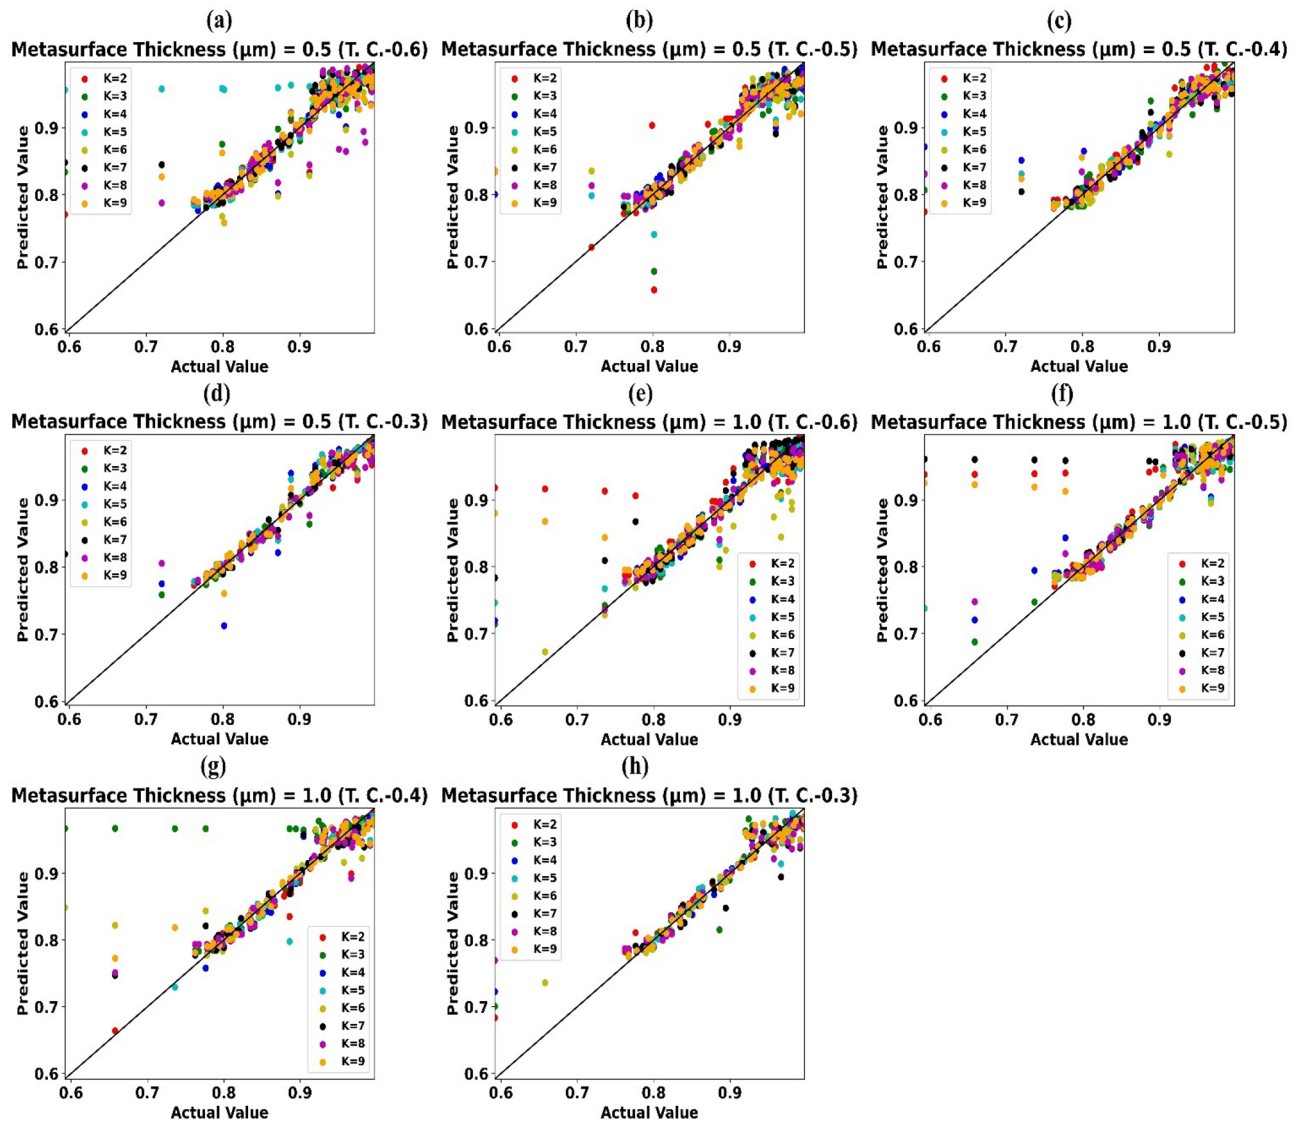 (a)
Metasurface Thickness (μm) = 0.5 (T. C.-0.6)
K=2
K=3
K=4
K=5
K=6
K=7
K=8
K=9
0.9
0.8
0.7
0.6
Predicted Value
0.6 0.7 0.8 0.9
Actual Value
(b)
Metasurface Thickness (μm) = 0.5 (T. C.-0.5)
K=2
K=3
K=4
K=5
K=6
K=7
K=8
K=9
0.9
0.8
0.7
0.6
Predicted Value
0.6 0.7 0.8 0.9
Actual Value
(c)
Metasurface Thickness (μm) = 0.5 (T. C.-0.4)
K=2
K=3
K=4
K=5
K=6
K=7
K=8
K=9
0.9
0.8
0.7
0.6
Predicted Value
0.6 0.7 0.8 0.9
Actual Value
(d)
Metasurface Thickness (μm) = 0.5 (T. C.-0.3)
K=2
K=3
K=4
K=5
K=6
K=7
K=8
K=9
0.9
0.8
0.7
0.6
Predicted Value
0.6 0.7 0.8 0.9
Actual Value
(e)
Metasurface Thickness (μm) = 1.0 (T. C.-0.6)
K=2
K=3
K=4
K=5
K=6
K=7
K=8
K=9
0.9
0.8
0.7
0.6
Predicted Value
0.6 0.7 0.8 0.9
Actual Value
(f)
Metasurface Thickness (μm) = 1.0 (T. C.-0.5)
K=2
K=3
K=4
K=5
K=6
K=7
K=8
K=9
0.9
0.8
0.7
0.6
Predicted Value
0.6 0.7 0.8 0.9
Actual Value
(g)
Metasurface Thickness (μm) = 1.0 (T. C.-0.4)
K=2
K=3
K=4
K=5
K=6
K=7
K=8
K=9
0.9
0.8
0.7
0.6
Predicted Value
0.6 0.7 0.8 0.9
Actual Value
(h)
Metasurface Thickness (μm) = 1.0 (T. C.-0.3)
K=2
K=3
K=4
K=5
K=6
K=7
K=8
K=9
0.9
0.8
0.7
0.6
Predicted Value
0.6 0.7 0.8 0.9
Actual Value